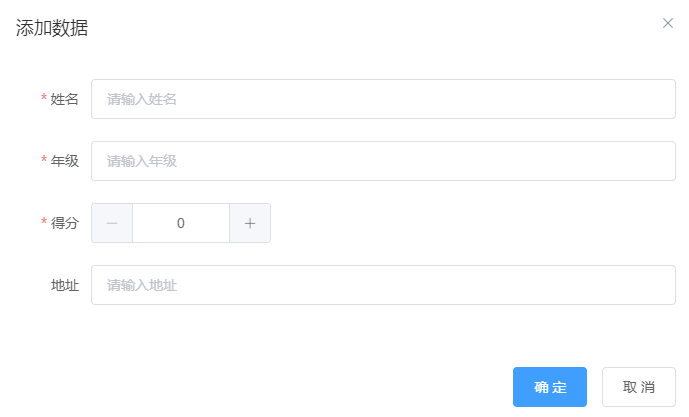 添加数据
* 姓名 请输入姓名
* 年级 请输入年级
* 得分 0
地址 请输入地址
确 定 取 消